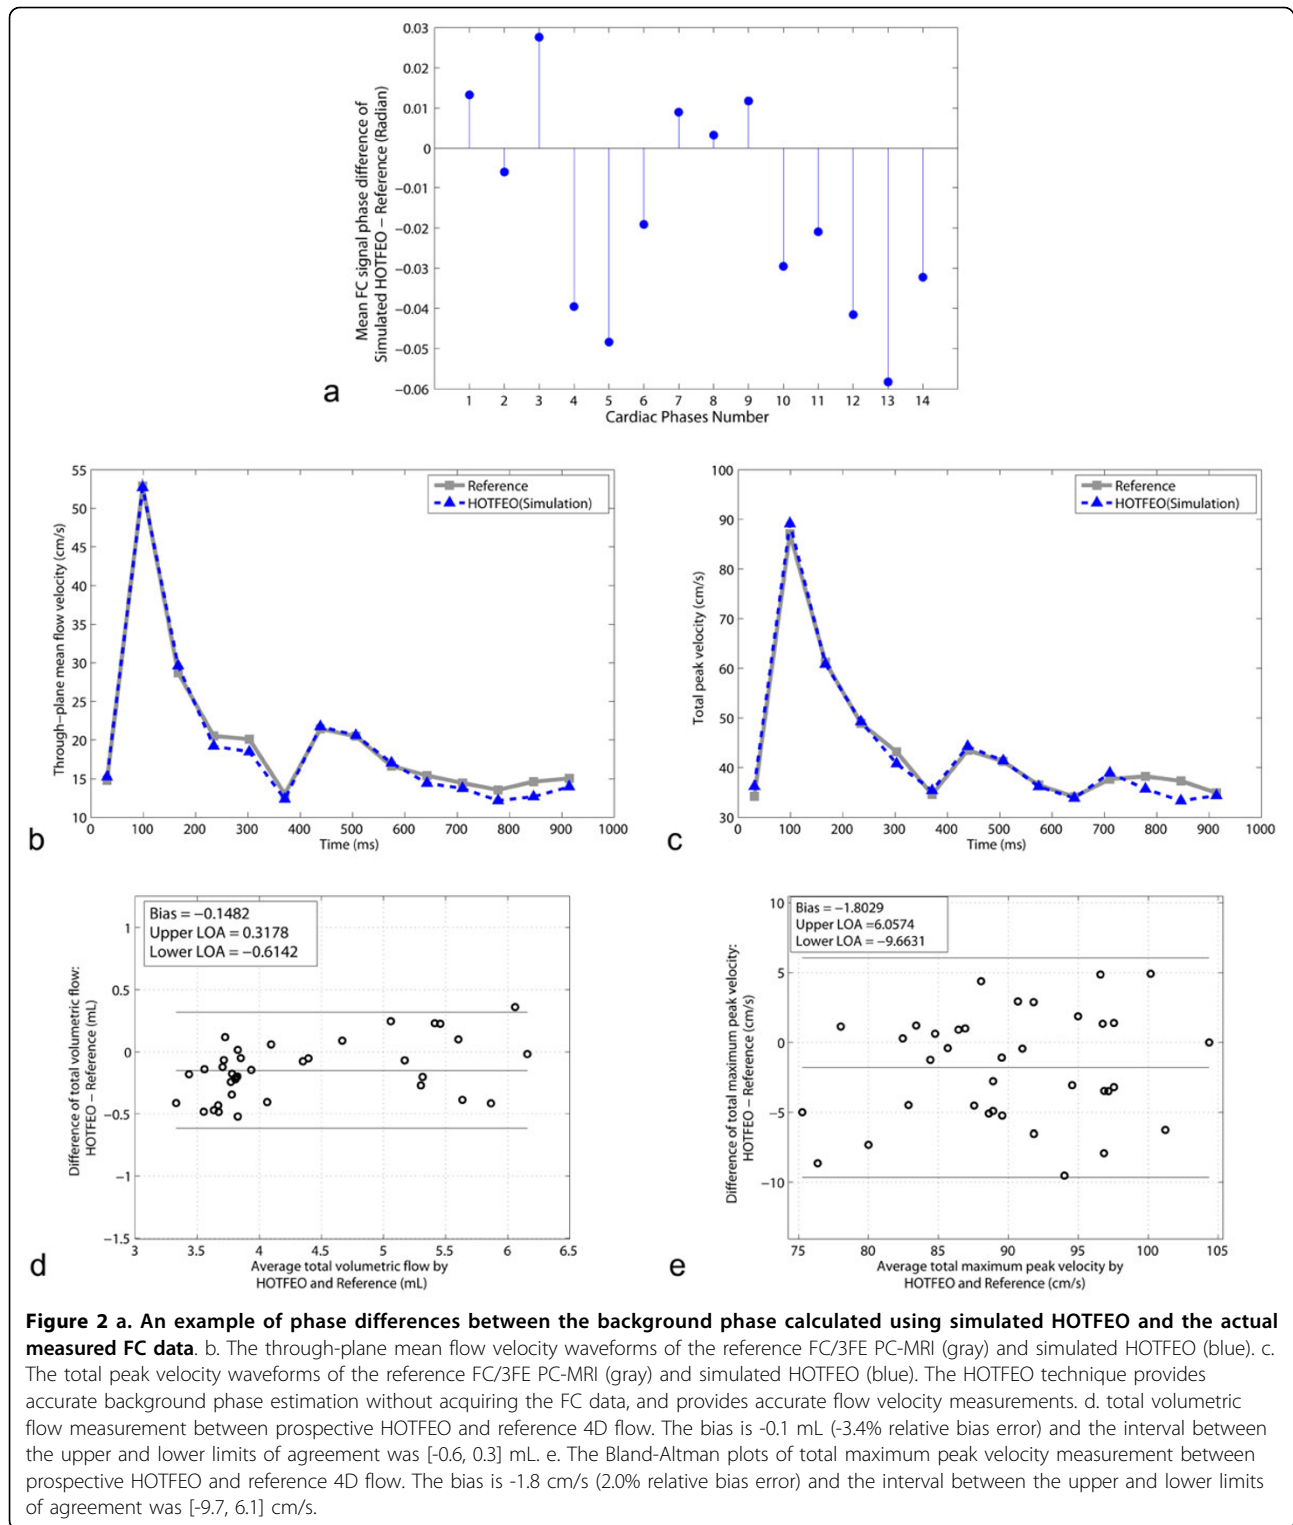 0.03
0.02
0.01
0
−0.01
−0.02
−0.03
−0.04
−0.05
−0.06
Mean FC signal phase difference of
Simulated HOTFEO − Reference (Radian)
1 2 3 4 5 6 7 8 9 10 11 12 13 14
Cardiac Phases Number
a
55
50
45
40
35
30
25
20
15
10
Through−plane mean flow velocity (cm/s)
Reference
HOTFEO(Simulation)
0 100 200 300 400 500 600 700 800 900 1000
Time (ms)
b
100
90
80
70
60
50
40
30
Total peak velocity (cm/s)
Reference
HOTFEO(Simulation)
0 100 200 300 400 500 600 700 800 900 1000
Time (ms)
c
Bias = −0.1482
Upper LOA = 0.3178
Lower LOA = −0.6142
1
0.5
0
−0.5
−1
−1.5
Difference of total volumetric flow:
HOTFEO − Reference (mL)
3 3.5 4 4.5 5 5.5 6 6.5
Average total volumetric flow by
HOTFEO and Reference (mL)
d
Bias = −1.8029
Upper LOA =6.0574
Lower LOA = −9.6631
10
5
0
−5
−10
Difference of total maximum peak velocity:
HOTFEO − Reference (cm/s)
75 80 85 90 95 100 105
Average total maximum peak velocity by
HOTFEO and Reference (cm/s)
e
Figure 2 a. An example of phase differences between the background phase calculated using simulated HOTFEO and the actual
measured FC data. b. The through-plane mean flow velocity waveforms of the reference FC/3FE PC-MRI (gray) and simulated HOTFEO (blue). c.
The total peak velocity waveforms of the reference FC/3FE PC-MRI (gray) and simulated HOTFEO (blue). The HOTFEO technique provides
accurate background phase estimation without acquiring the FC data, and provides accurate flow velocity measurements. d. total volumetric
flow measurement between prospective HOTFEO and reference 4D flow. The bias is -0.1 mL (-3.4% relative bias error) and the interval between
the upper and lower limits of agreement was [-0.6, 0.3] mL. e. The Bland-Altman plots of total maximum peak velocity measurement between
prospective HOTFEO and reference 4D flow. The bias is -1.8 cm/s (2.0% relative bias error) and the interval between the upper and lower limits
of agreement was [-9.7, 6.1] cm/s.